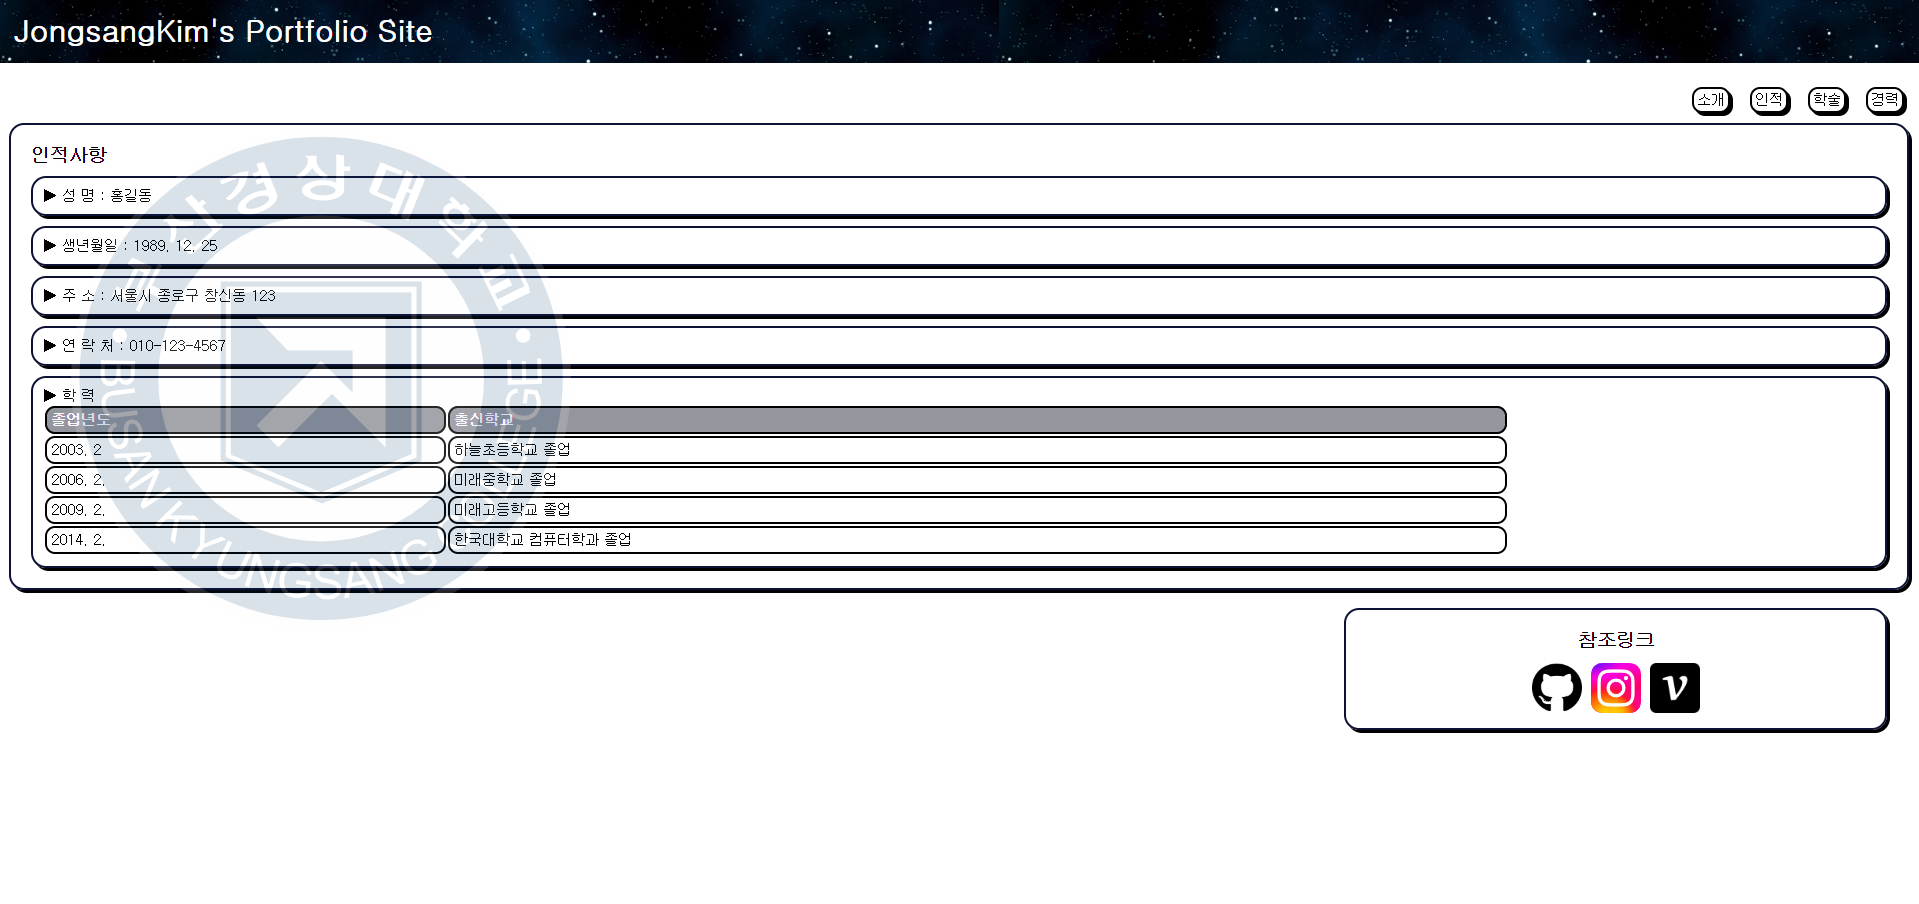 JongsangKim's Portfolio Site
소개 인적 학술 경력
인적사항
▶ 성 명 : 홍길동
▶ 생년월일 : 1989. 12. 25
▶ 주 소 : 서울시 종로구 창신동 123
▶ 연 락 처 : 010-123-4567
▶ 학 력
졸업년도 출신학교
2003. 2 하늘초등학교 졸업
2006. 2. 미래중학교 졸업
2009. 2. 미래고등학교 졸업
2014. 2. 한국대학교 컴퓨터학과 졸업
부산경상대학교
BUSAN KYUNGSANG COLLEGE
참조링크